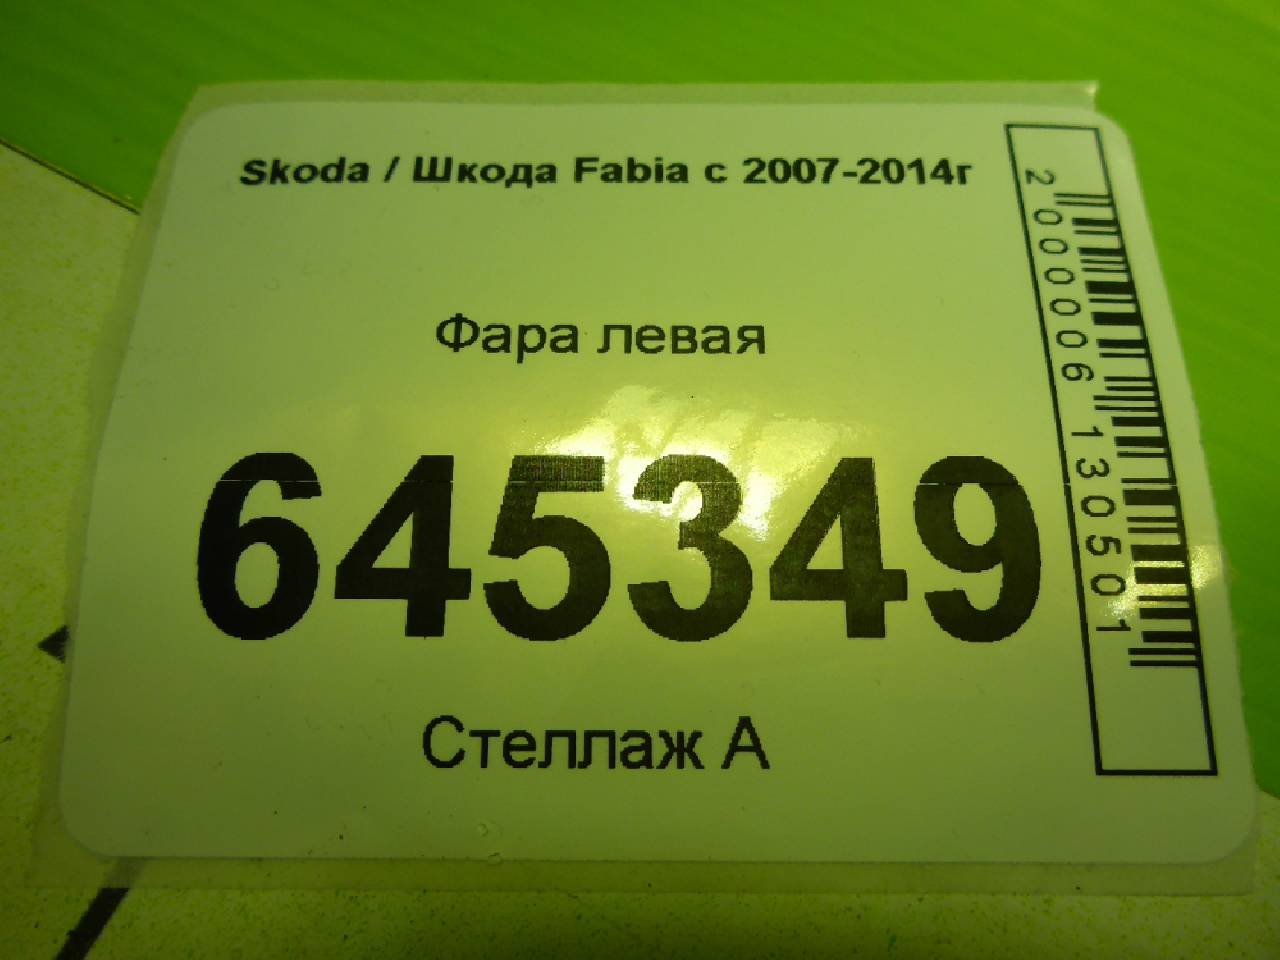 Skoda / Шкода Fabia с 2007-2014г
Фара левая
645349
Стеллаж А
2000006130501